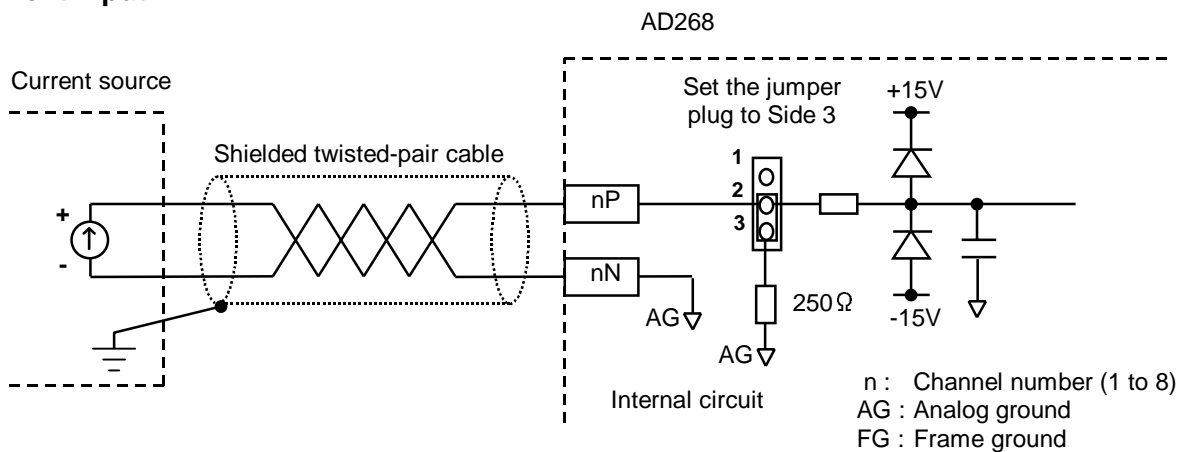 AD268
Current source
Set the jumper
plug to Side 3
+15V
Shielded twisted-pair cable
1
2
3
+
-
nP
nN
AG
250Ω
AG
-15V
Internal circuit
n : Channel number (1 to 8)
AG : Analog ground
FG : Frame ground